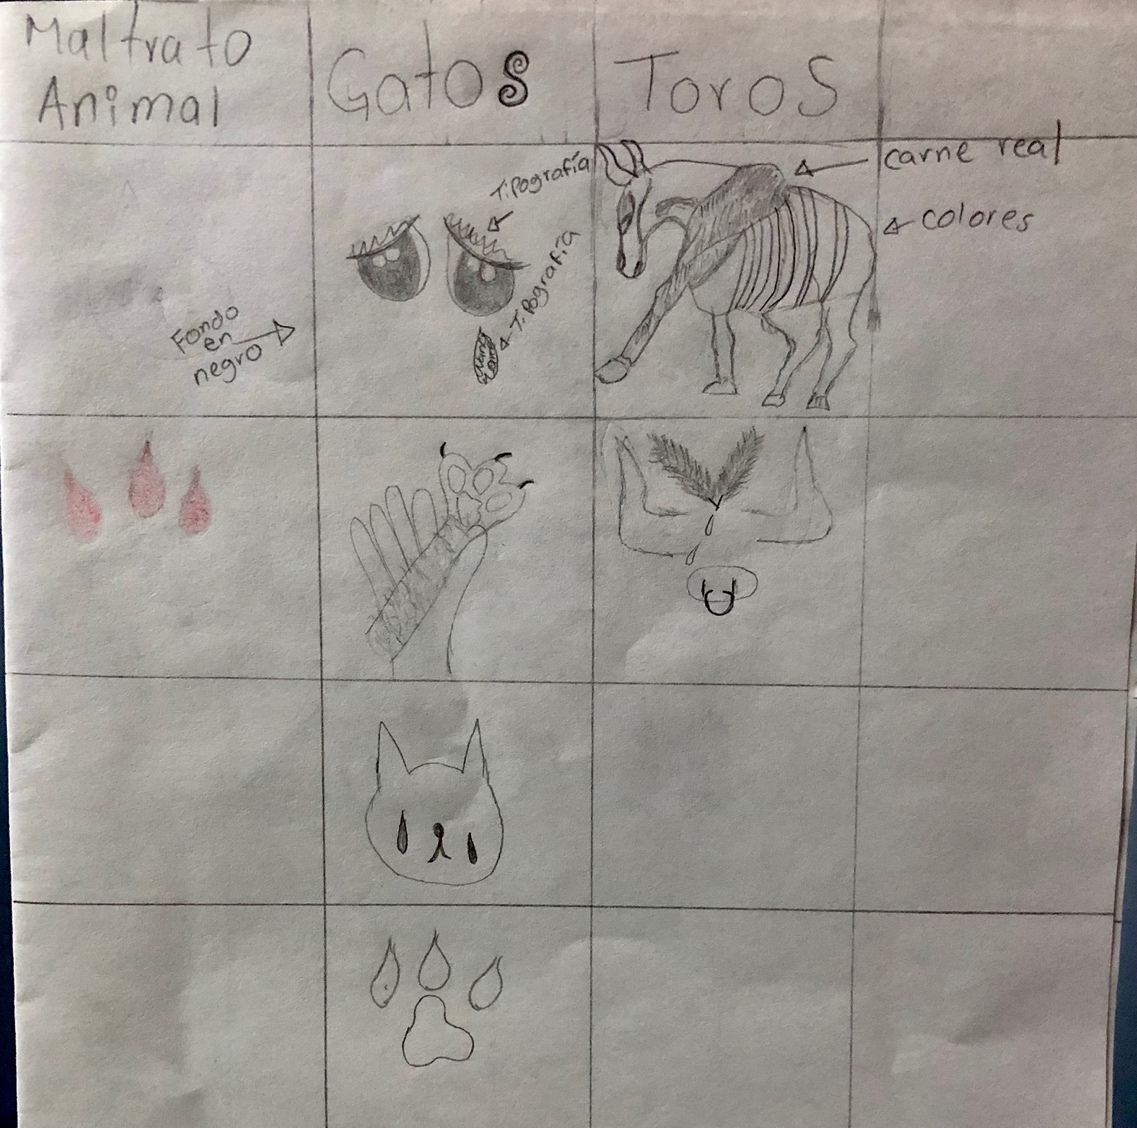 Maltrato
Animal
Gatos
Toros
Tipografía
Tipografía
Fondo
en
negro
carne real
colores